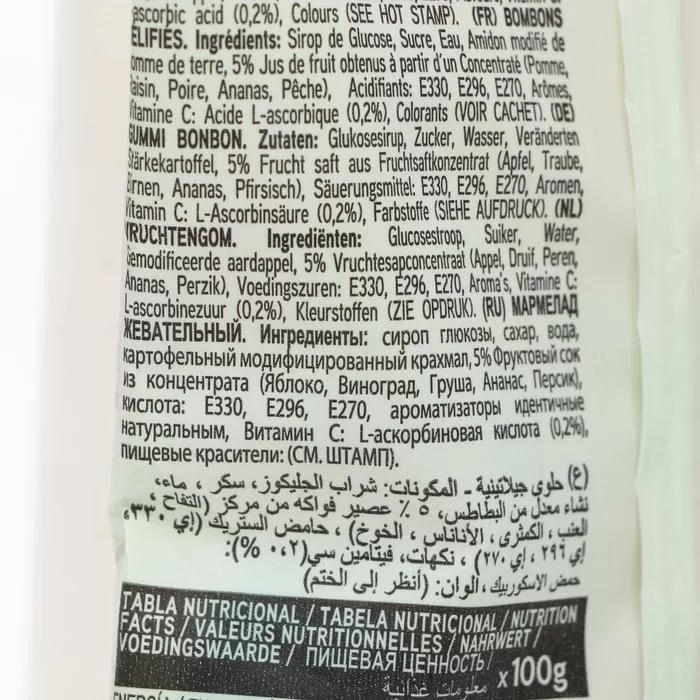 ascorbic acid (0,2%), Colours (SEE HOT STAMP). (FR) BOMBONS
ELIFIÉS. Ingrédients: Sirop de Glucose, Sucre, Eau, Amidon modifié de
omme de terre, 5% Jus de fruit obtenus à partir d'un Concentraté (Pomme,
Raisin, Poire, Ananas, Pêche), Acidifiants: E330, E296, E270, Arômes,
Vitamine C: Acide L-ascorbique (0,2%), Colorants (VOIR CACHET). (DE)
GUMMI BONBON. Zutaten: Glukosesirup, Zucker, Wasser, Veränderten
Stärkekartoffel, 5% Frucht saft aus Fruchtsaftkonzentrat (Apfel, Traube,
Birnen, Ananas, Pfirsisch), Säuerungsmittel: E330, E296, E270, Aromen,
Vitamin C: L-Ascorbinsäure (0,2%), Farbstoffe (SIEHE AUFDRUCK). (NL)
VRUCHTENGOM. Ingrediënten: Glucosestroop, Suiker, Water,
Gemodificeerde aardappel, 5% Vruchtesapconcentraat (Appel, Druif, Peren,
Ananas, Perzik), Voedingszuren: E330, E296, E270, Aroma's, Vitamine C:
L-ascorbinezuur (0,2%), Kleurstoffen (ZIE OPDRUK). (RU) МАРМЕЛАД
ЖЕВАТЕЛЬНЫЙ. Ингредиенты: сироп глюкозы, сахар, вода,
картофельный модифицированный крахмал, 5% Фруктовый сок
из концентрата (Яблоко, Виноград, Груша, Ананас, Персик),
кислота: E330, E296, E270, ароматизаторы идентичные
натуральным, Витамин C: L-аскорбиновая кислота (0,2%),
пищевые красители: (СМ. ШТАМП).
(ع) حلوى جيلاتينية - المكونات: شراب الجليكوز، سكر ، ماء،
نشاء معدل من البطاطس، ٥ ٪ عصير فواكه من مركز (التفاح ،
العنب ، الكمثرى ، الأناناس ، الخوخ) ، حامض الستريك (إي ٣٣٠،
إي ٢٩٦ ، إي ٢٧٠) ، نكهات، فيتامين سي (٠،٢ %):
حمض الاسكوربيك ، الوان: (أنظر إلى الختم)
TABLA NUTRICIONAL / TABELA NUTRICIONAL / NUTRITION
FACTS / VALEURS NUTRITIONNELLES / NÄHRWERT /
VOEDINGSWAARDE / ПИЩЕВАЯ ЦЕННОСТЬ /
معلومات غذائية x 100g